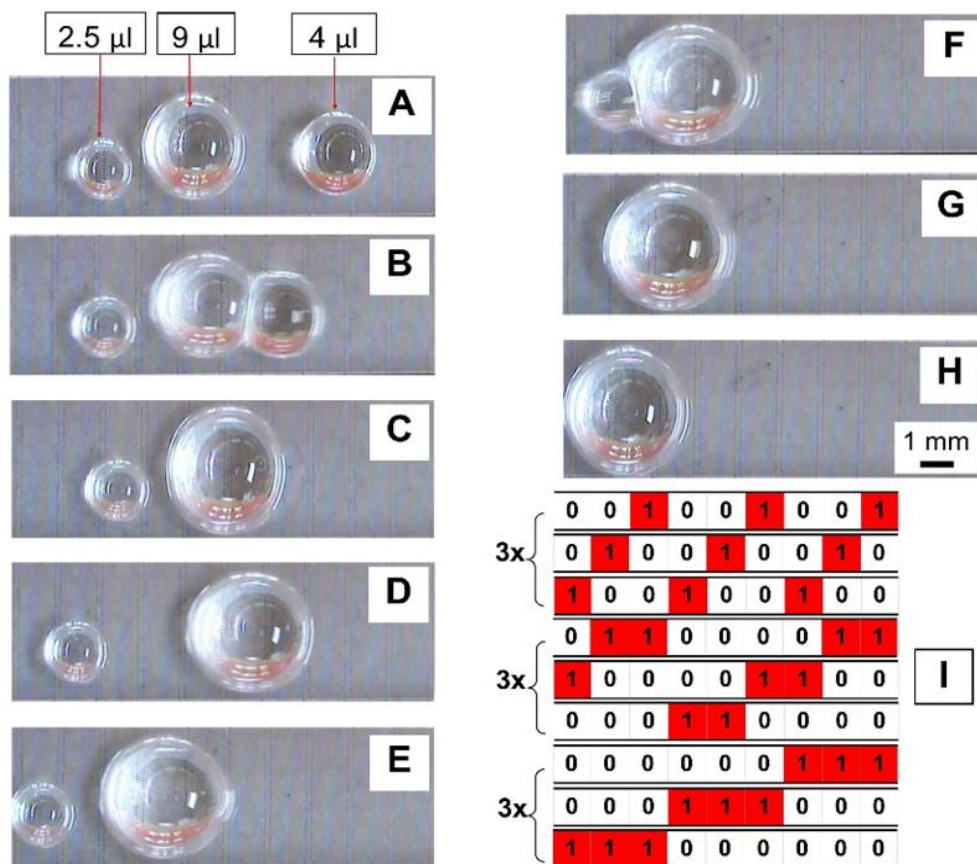 2.5 µl
9 µl
4 µl
A
B
C
D
E
F
G
H
1 mm
0 0 1 0 0 1 0 0 1
3x 0 1 0 0 1 0 0 1 0
1 0 0 1 0 0 1 0 0
0 1 1 0 0 0 0 1 1
3x 1 0 0 0 0 1 1 0 0
0 0 0 1 1 0 0 0 0
0 0 0 0 0 0 1 1 1
3x 0 0 0 1 1 1 0 0 0
1 1 1 0 0 0 0 0 0
I